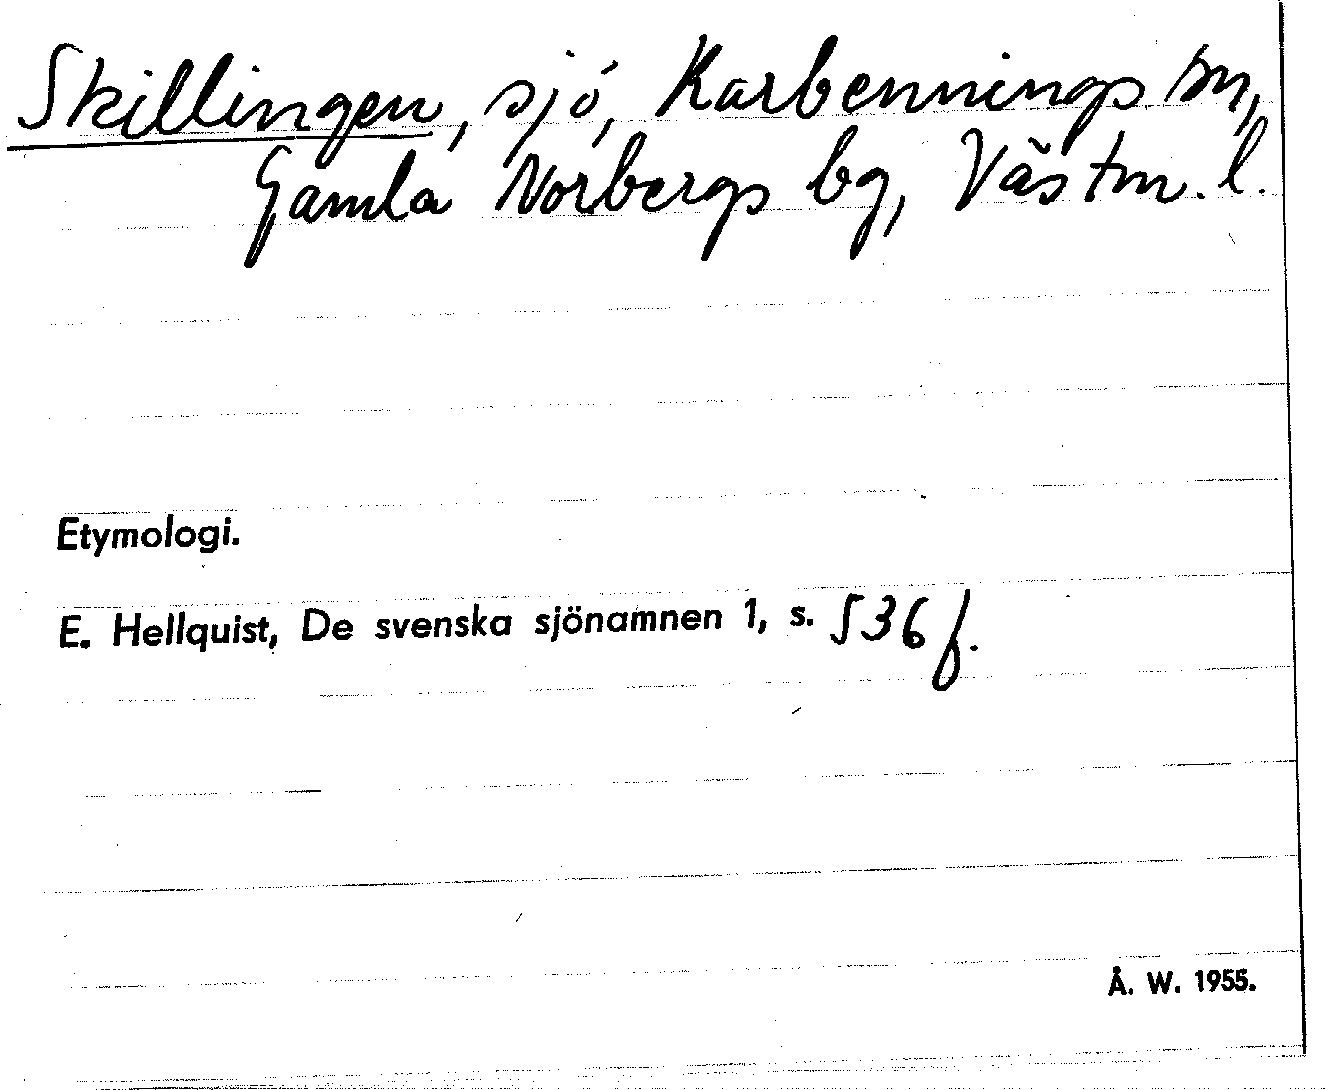 Skillingen, sjö, Karbennings sn,
Gamla Norbergs bg, Västm. l.
Etymologi.
E. Hellquist, De svenska sjönamnen 1, s. 536 f.
Å. W. 1955.